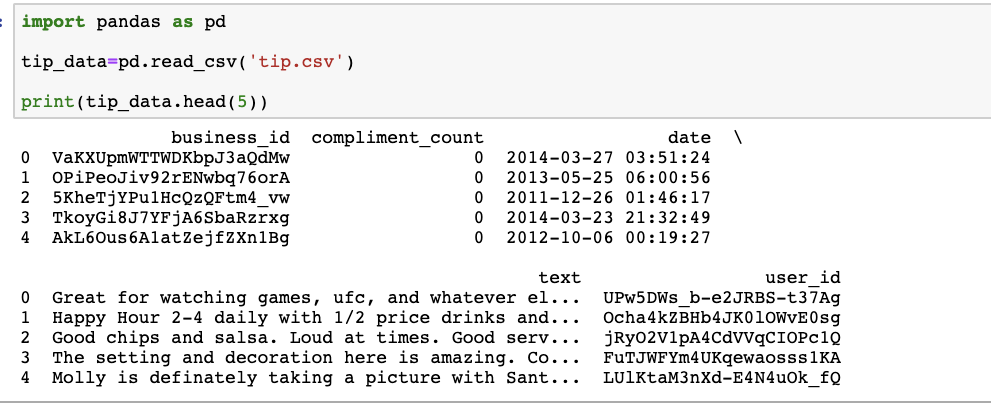 import pandas as pd
tip_data=pd.read_csv('tip.csv')
print(tip_data.head(5))
business_id compliment_count date \
0 VaKXUpmWTTWDKbpJ3aQdMw 0 2014-03-27 03:51:24
1 OPiPeoJiv92rENwbq76orA 0 2013-05-25 06:00:56
2 5KheTjYPu1HcQzQFtm4_vw 0 2011-12-26 01:46:17
3 TkoyGi8J7YFjA6SbaRzrxg 0 2014-03-23 21:32:49
4 AkL6Ous6A1atZejfZXn1Bg 0 2012-10-06 00:19:27
text user_id
0 Great for watching games, ufc, and whatever el... UPw5DWs_b-e2JRBS-t37Ag
1 Happy Hour 2-4 daily with 1/2 price drinks and... Ocha4kZBHb4JK0lOWvE0sg
2 Good chips and salsa. Loud at times. Good serv... jRyO2V1pA4CdVVqCIOPc1Q
3 The setting and decoration here is amazing. Co... FuTJWFYm4UKqewaosss1KA
4 Molly is definately taking a picture with Sant... LUlKtaM3nXd-E4N4uOk_fQ